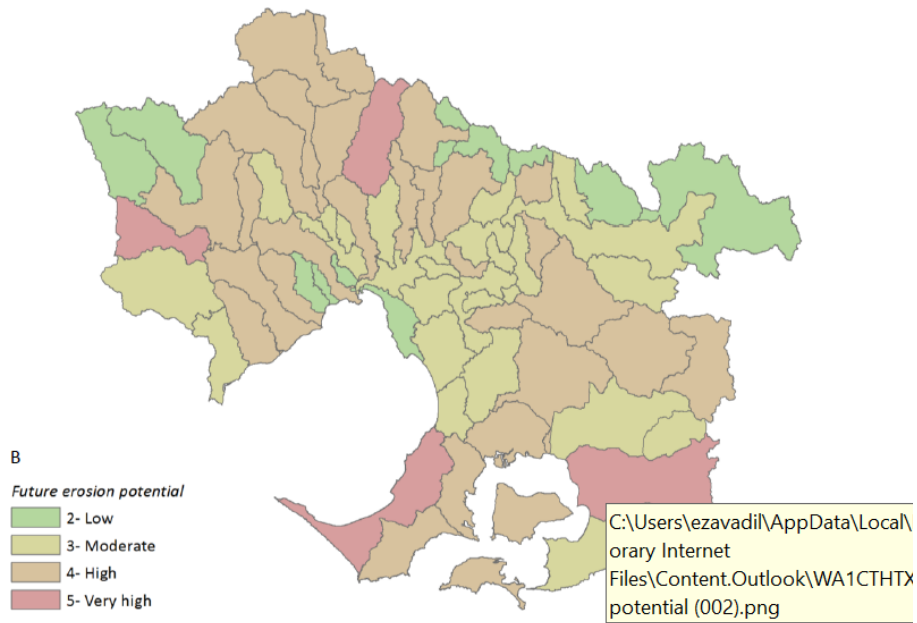 B
Future erosion potential
2- Low
3- Moderate
4- High
5- Very high
C:\Users\ezavadil\AppData\Local\
orary Internet
Files\Content.Outlook\WA1CTHTX
potential (002).png